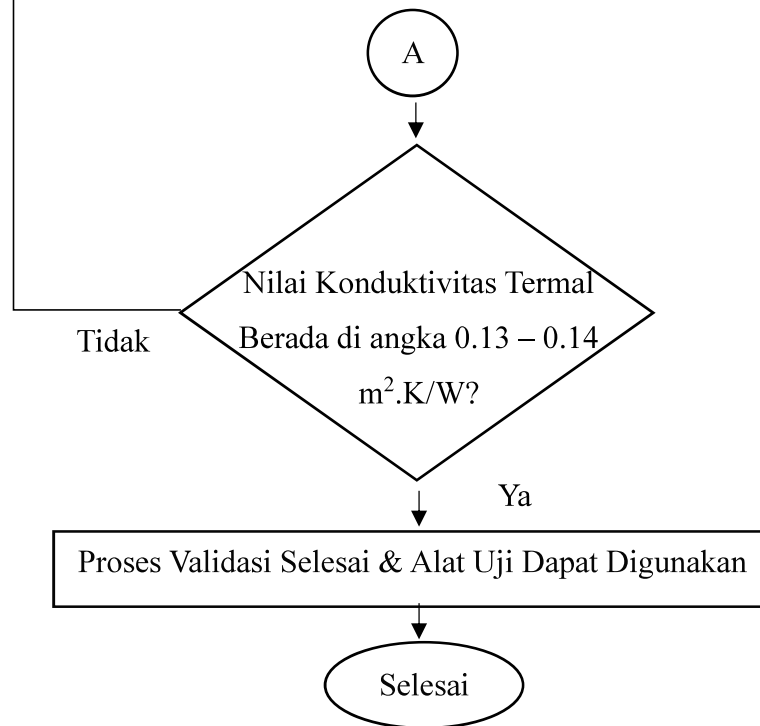 A
Nilai Konduktivitas Termal
Berada di angka 0.13 – 0.14
m².K/W?
Tidak
Ya
Proses Validasi Selesai & Alat Uji Dapat Digunakan
Selesai